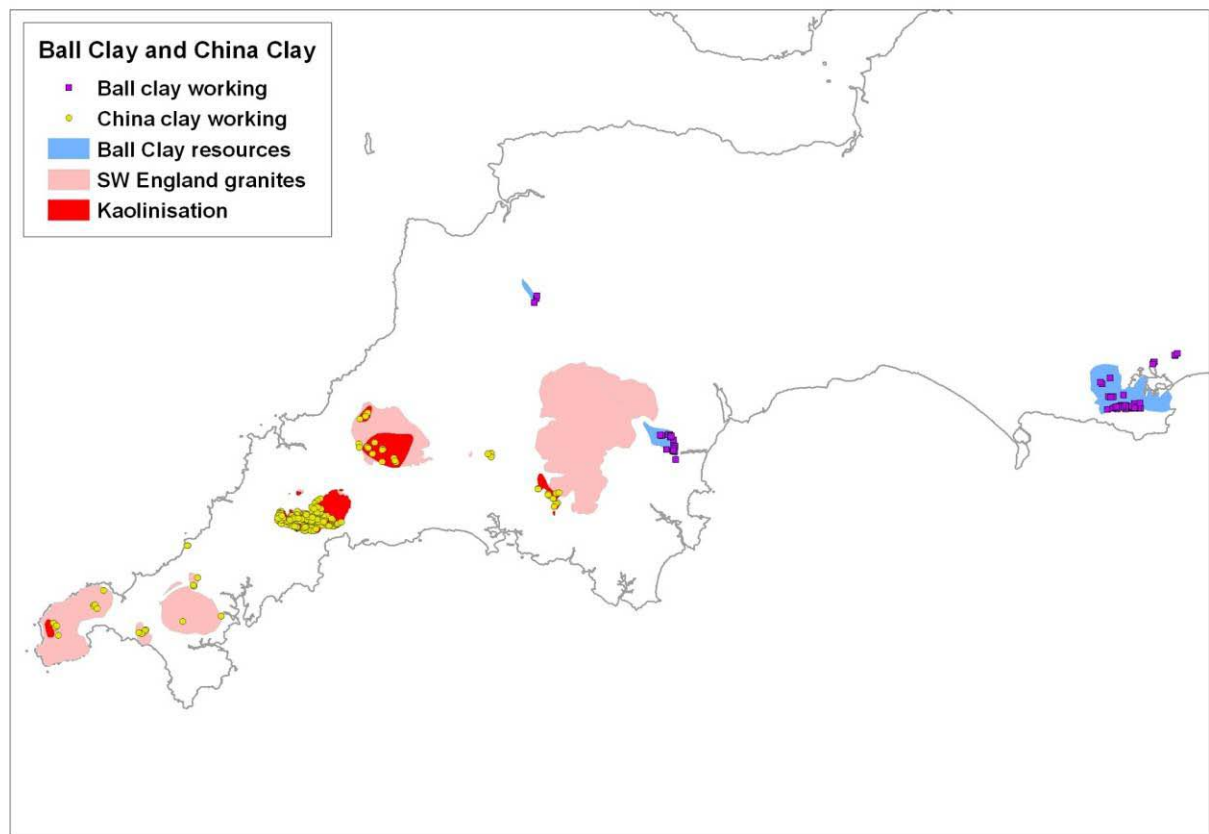 Ball Clay and China Clay
Ball clay working
China clay working
Ball Clay resources
SW England granites
Kaolinisation